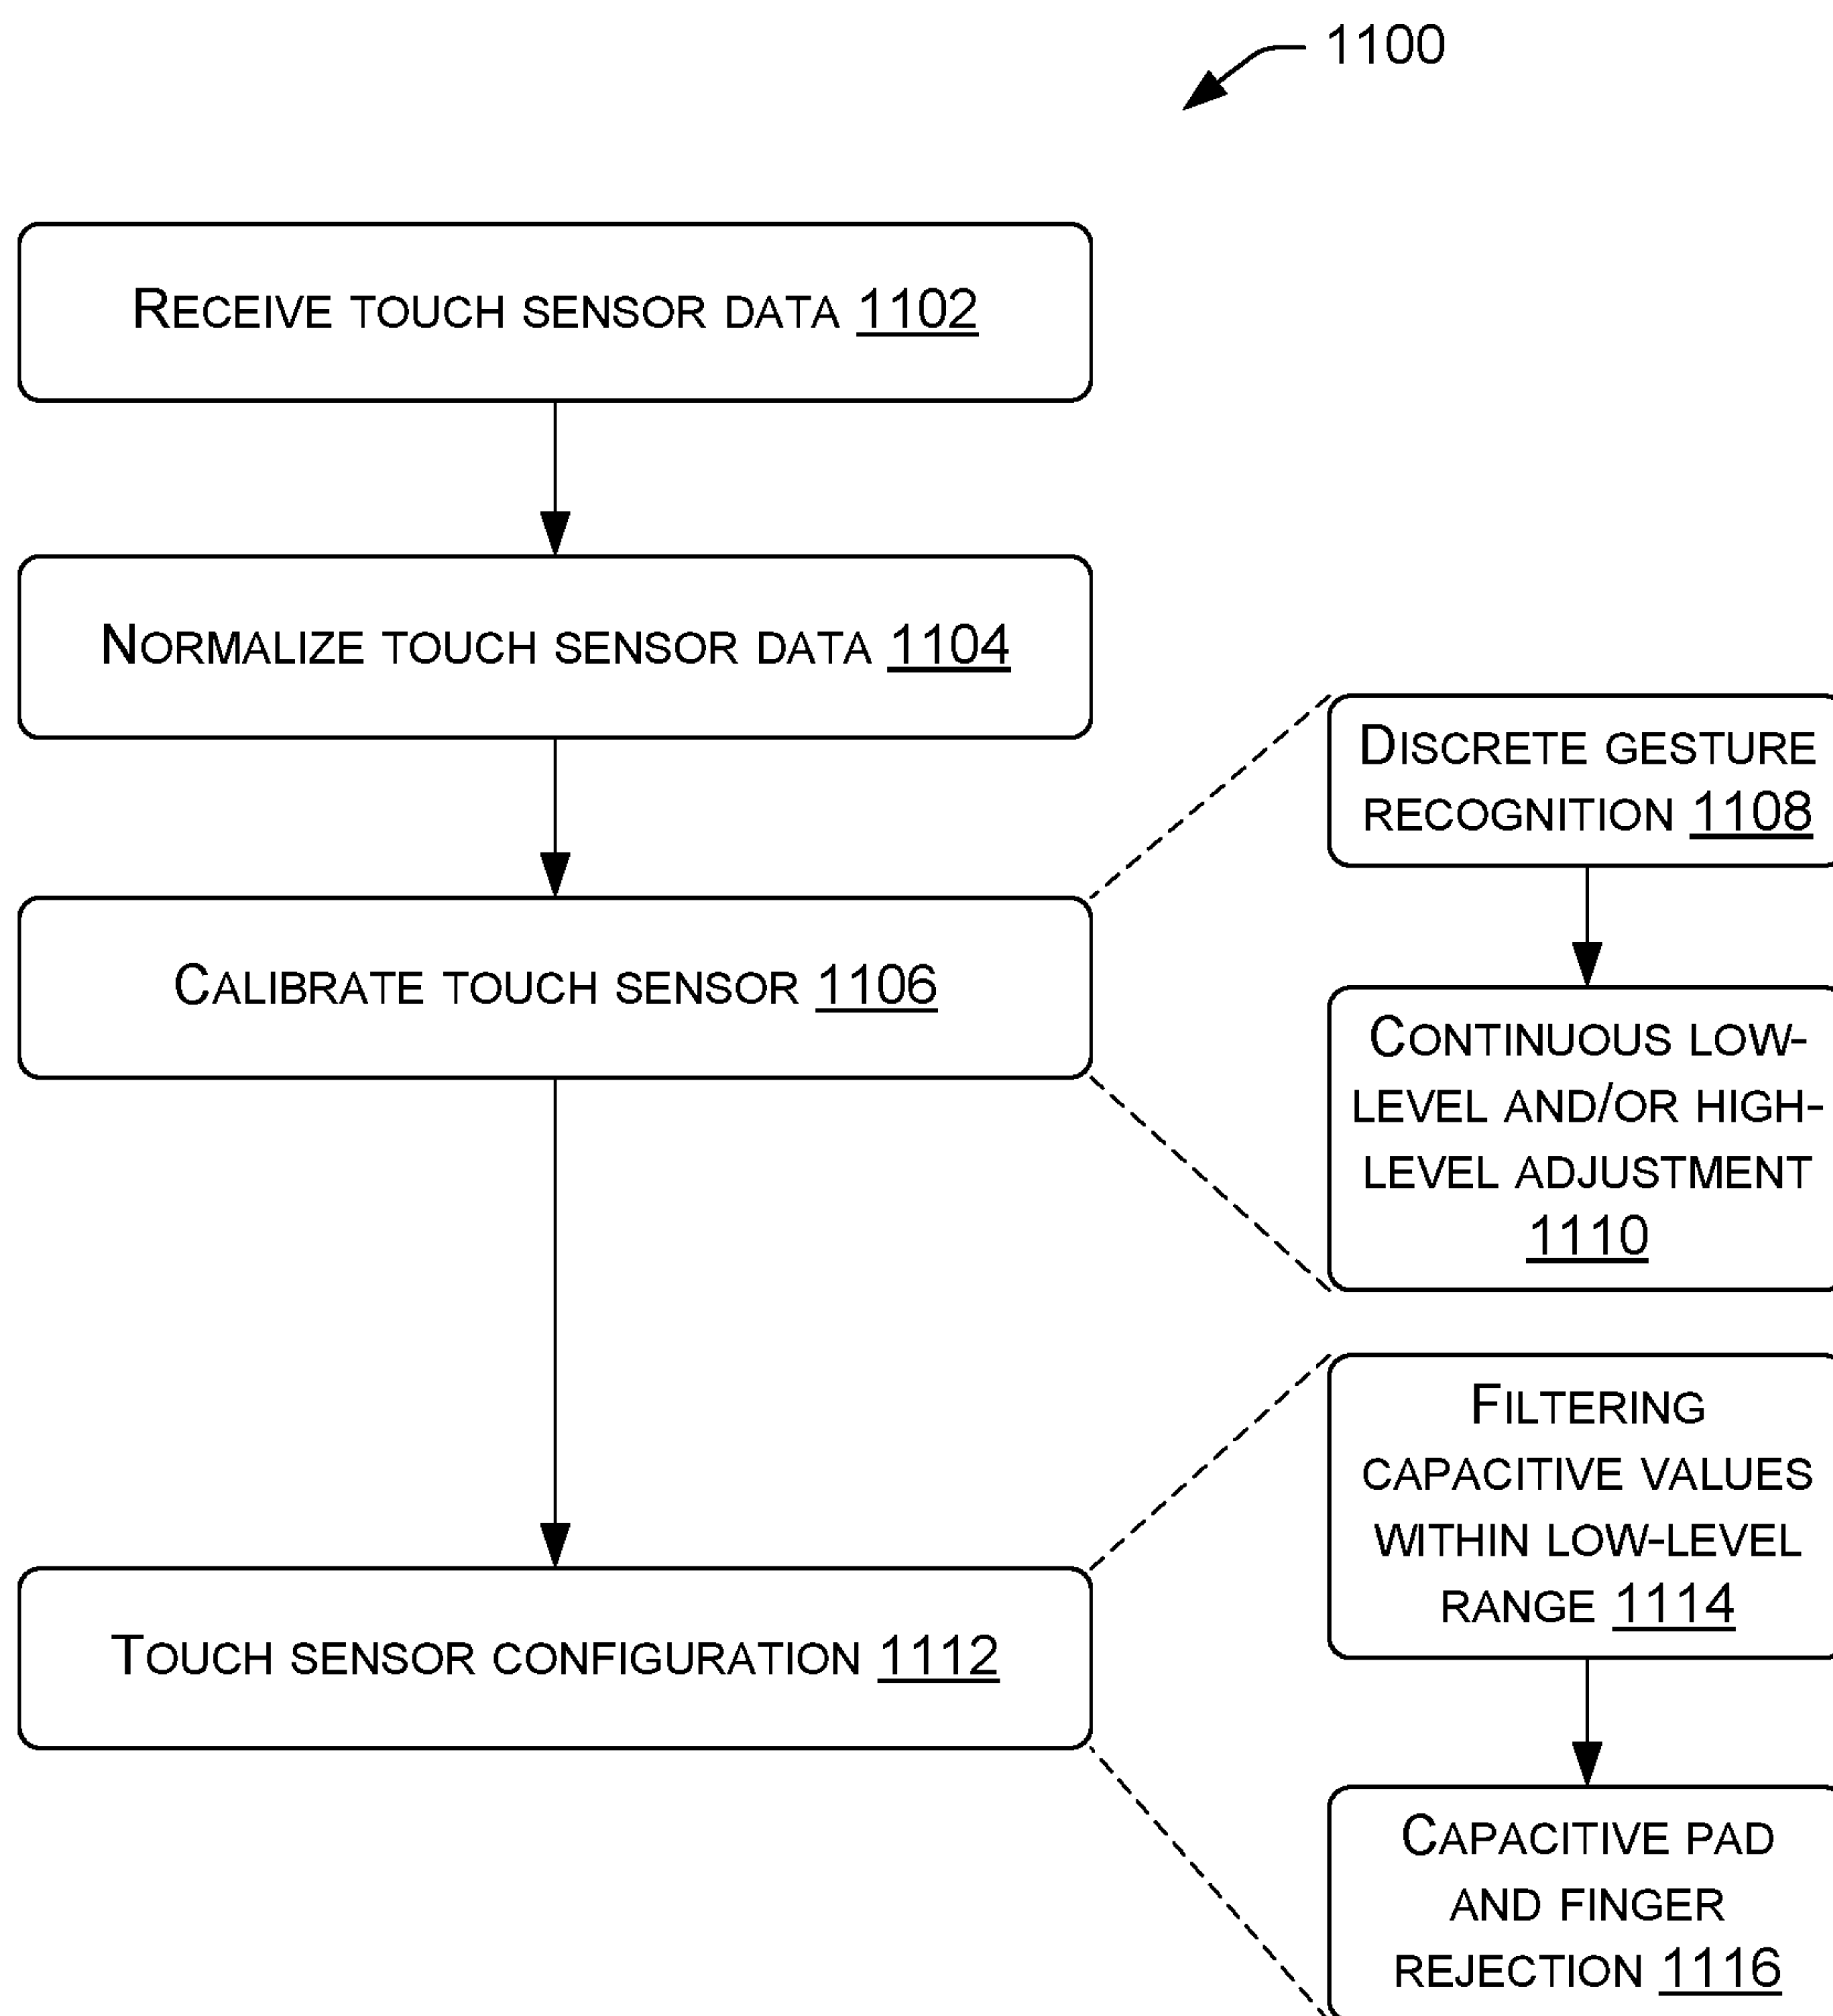 1100
RECEIVE TOUCH SENSOR DATA 1102
NORMALIZE TOUCH SENSOR DATA 1104
CALIBRATE TOUCH SENSOR 1106
DISCRETE GESTURE
RECOGNITION 1108
CONTINUOUS LOW-
LEVEL AND/OR HIGH-
LEVEL ADJUSTMENT
1110
TOUCH SENSOR CONFIGURATION 1112
FILTERING
CAPACITIVE VALUES
WITHIN LOW-LEVEL
RANGE 1114
CAPACITIVE PAD
AND FINGER
REJECTION 1116